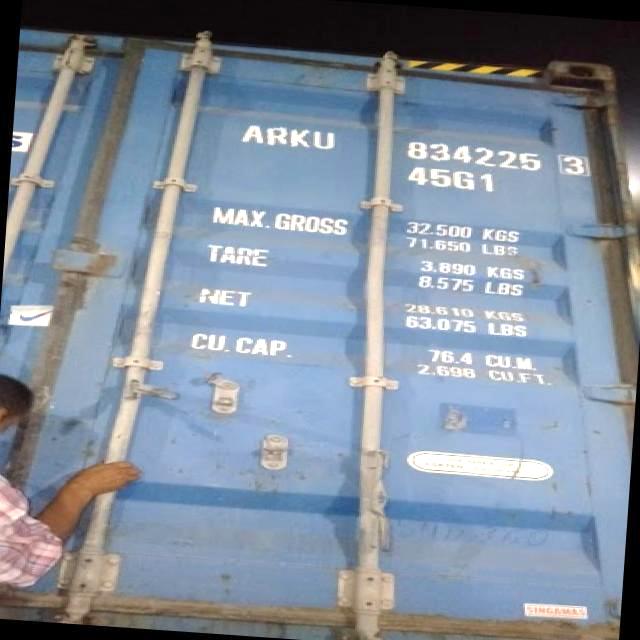 ARKU 834225 3
45G1
MAX. GROSS 32.500 KGS
71.650 LBS
TARE 3.890 KGS
8.575 LBS
NET 28.610 KGS
63.075 LBS
CU. CAP. 76.4 CU.M.
2.698 CU.FT.
SINGAMAS